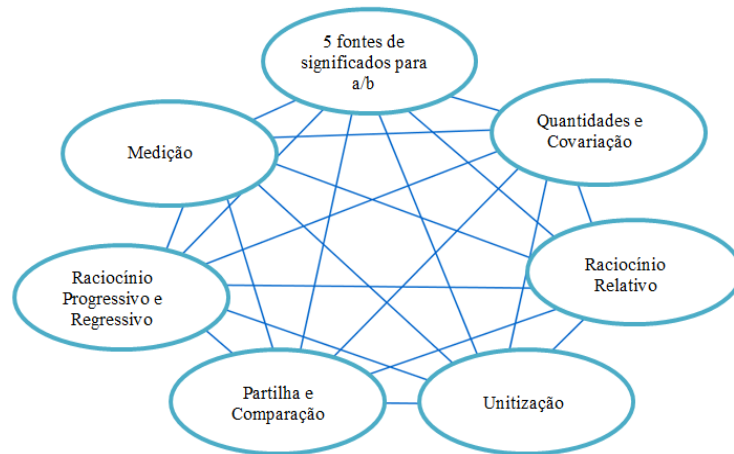 5 fontes de
significados para
a/b
Quantidades e
Covariação
Medição
Raciocínio
Relativo
Raciocínio
Progressivo e
Regressivo
Partilha e
Comparação
Unitização